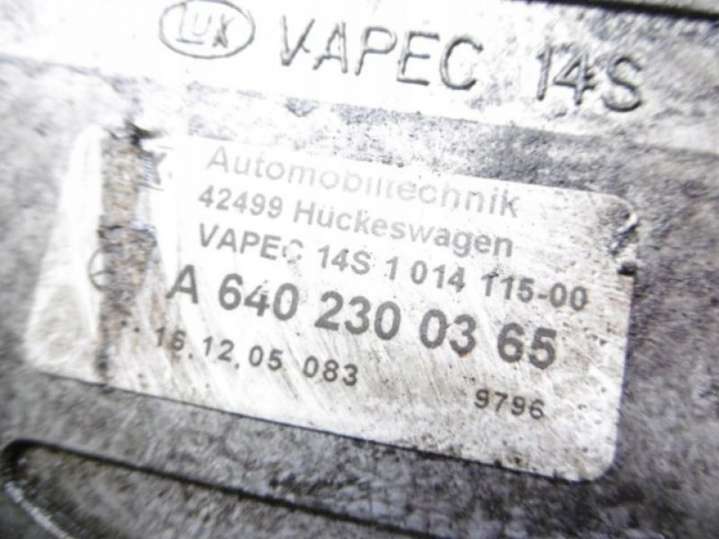 LuK VAPEC 14S
Automobiltechnik
42499 Hückeswagen
VAPEC 14S 1 014 115-00
A 640 230 03 65
16.12.05 083 9796